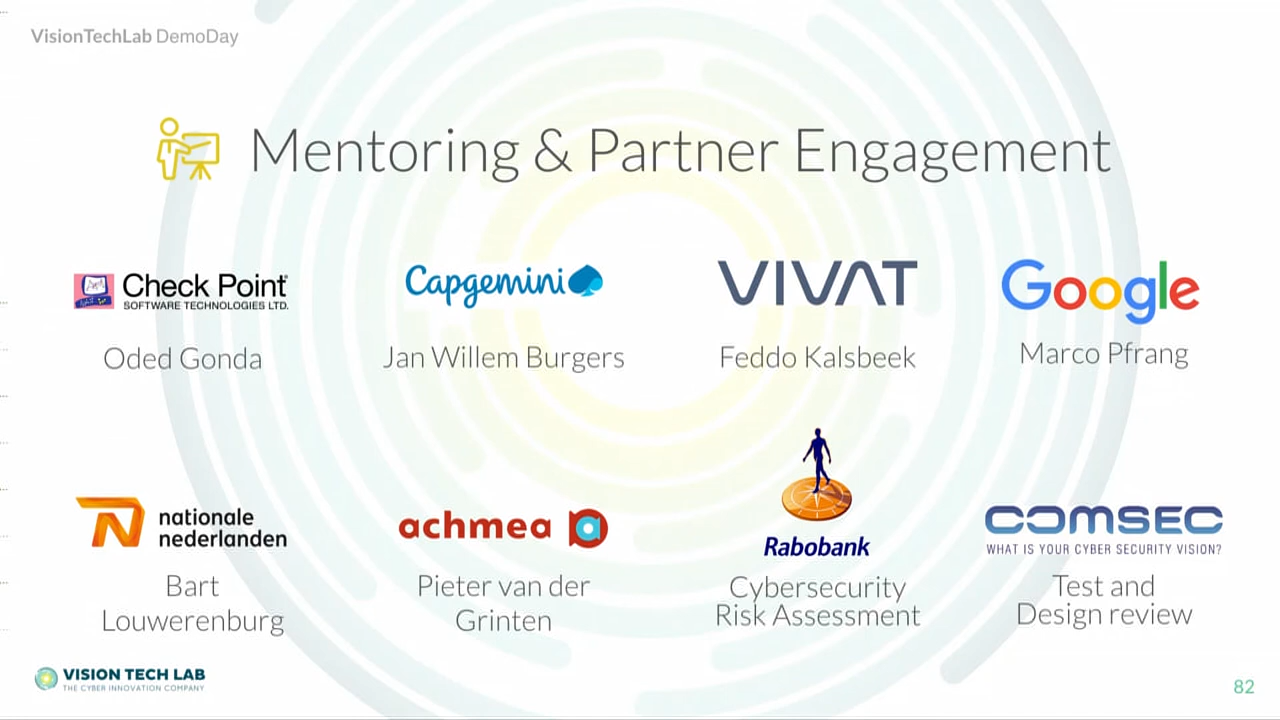 VisionTechLab DemoDay
Mentoring & Partner Engagement
Check Point
SOFTWARE TECHNOLOGIES LTD.
Oded Gonda
Capgemini
Jan Willem Burgers
VIVAT
Feddo Kalsbeek
Google
Marco Pfrang
nationale
nederlanden
Bart
Louwerenburg
achmea
Pieter van der
Grinten
Rabobank
Cybersecurity
Risk Assessment
COMSEC
WHAT IS YOUR CYBER SECURITY VISION?
Test and
Design review
VISION TECH LAB
THE CYBER INNOVATION COMPANY
82